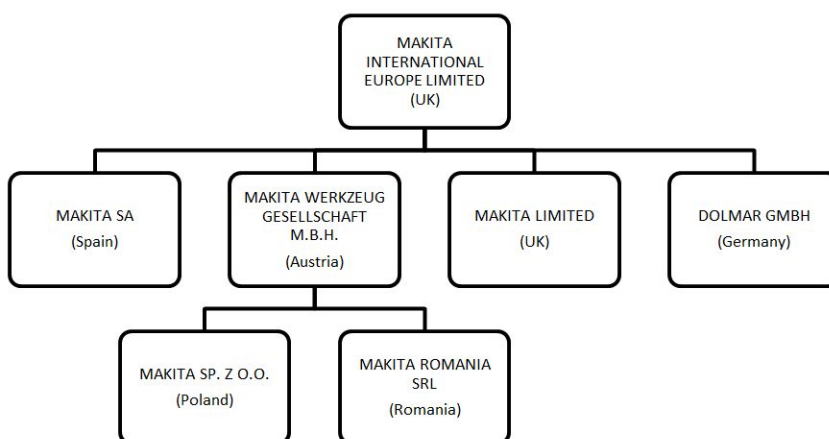 MAKITA
INTERNATIONAL
EUROPE LIMITED
(UK)
MAKITA SA
(Spain)
MAKITA WERKZEUG
GESELLSCHAFT
M.B.H.
(Austria)
MAKITA LIMITED
(UK)
DOLMAR GMBH
(Germany)
MAKITA SP. Z O.O.
(Poland)
MAKITA ROMANIA
SRL
(Romania)